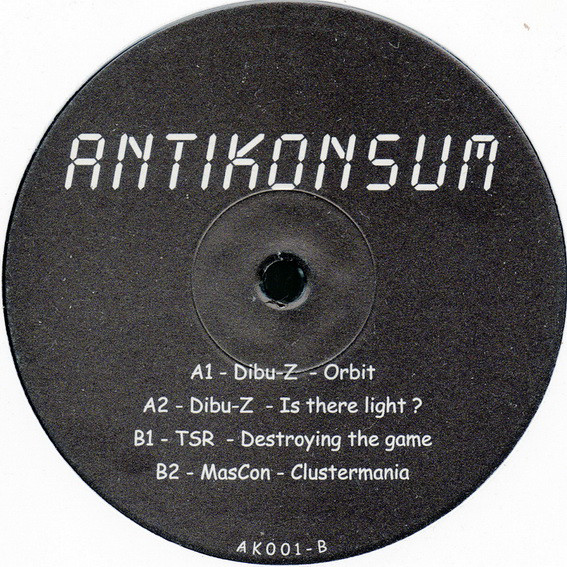 ANTIKONSUM
A1 - Dibu-Z - Orbit
A2 - Dibu-Z - Is there light ?
B1 - TSR - Destroying the game
B2 - MasCon - Clustermania
AK001-B